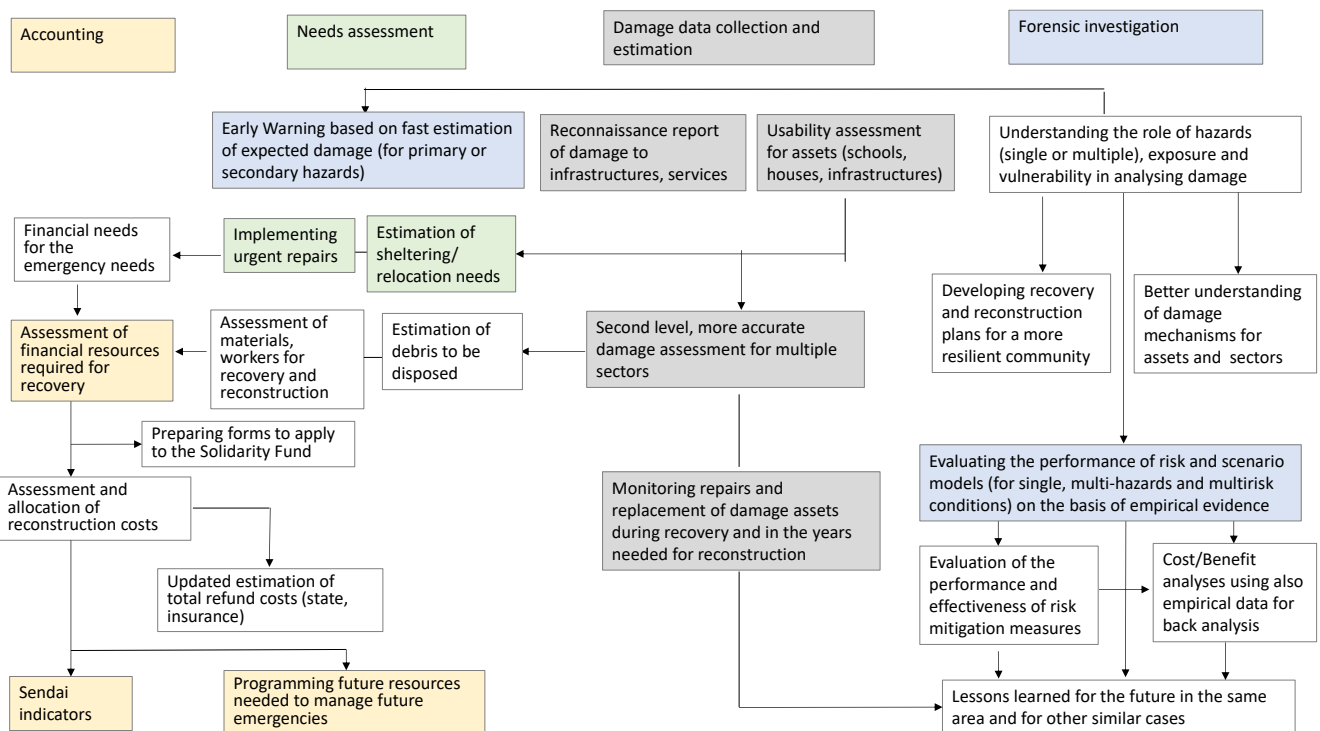 Accounting
Needs assessment
Damage data collection and
estimation
Forensic investigation
Early Warning based on fast estimation
of expected damage (for primary or
secondary hazards)
Reconnaissance report
of damage to
infrastructures, services
Usability assessment
for assets (schools,
houses, infrastructures)
Understanding the role of hazards
(single or multiple), exposure and
vulnerability in analysing damage
Financial needs
for the
emergency needs
Implementing
urgent repairs
Estimation of
sheltering/
relocation needs
Developing recovery
and reconstruction
plans for a more
resilient community
Better understanding
of damage
mechanisms for
assets and sectors
Assessment of
financial resources
required for
recovery
Assessment of
materials,
workers for
recovery and
reconstruction
Estimation of
debris to be
disposed
Second level, more accurate
damage assessment for multiple
sectors
Preparing forms to apply
to the Solidarity Fund
Evaluating the performance of risk and scenario
models (for single, multi-hazards and multirisk
conditions) on the basis of empirical evidence
Assessment and
allocation of
reconstruction costs
Monitoring repairs and
replacement of damage assets
during recovery and in the years
needed for reconstruction
Updated estimation of
total refund costs (state,
insurance)
Evaluation of the
performance and
effectiveness of risk
mitigation measures
Cost/Benefit
analyses using also
empirical data for
back analysis
Sendai
indicators
Programming future resources
needed to manage future
emergencies
Lessons learned for the future in the same
area and for other similar cases